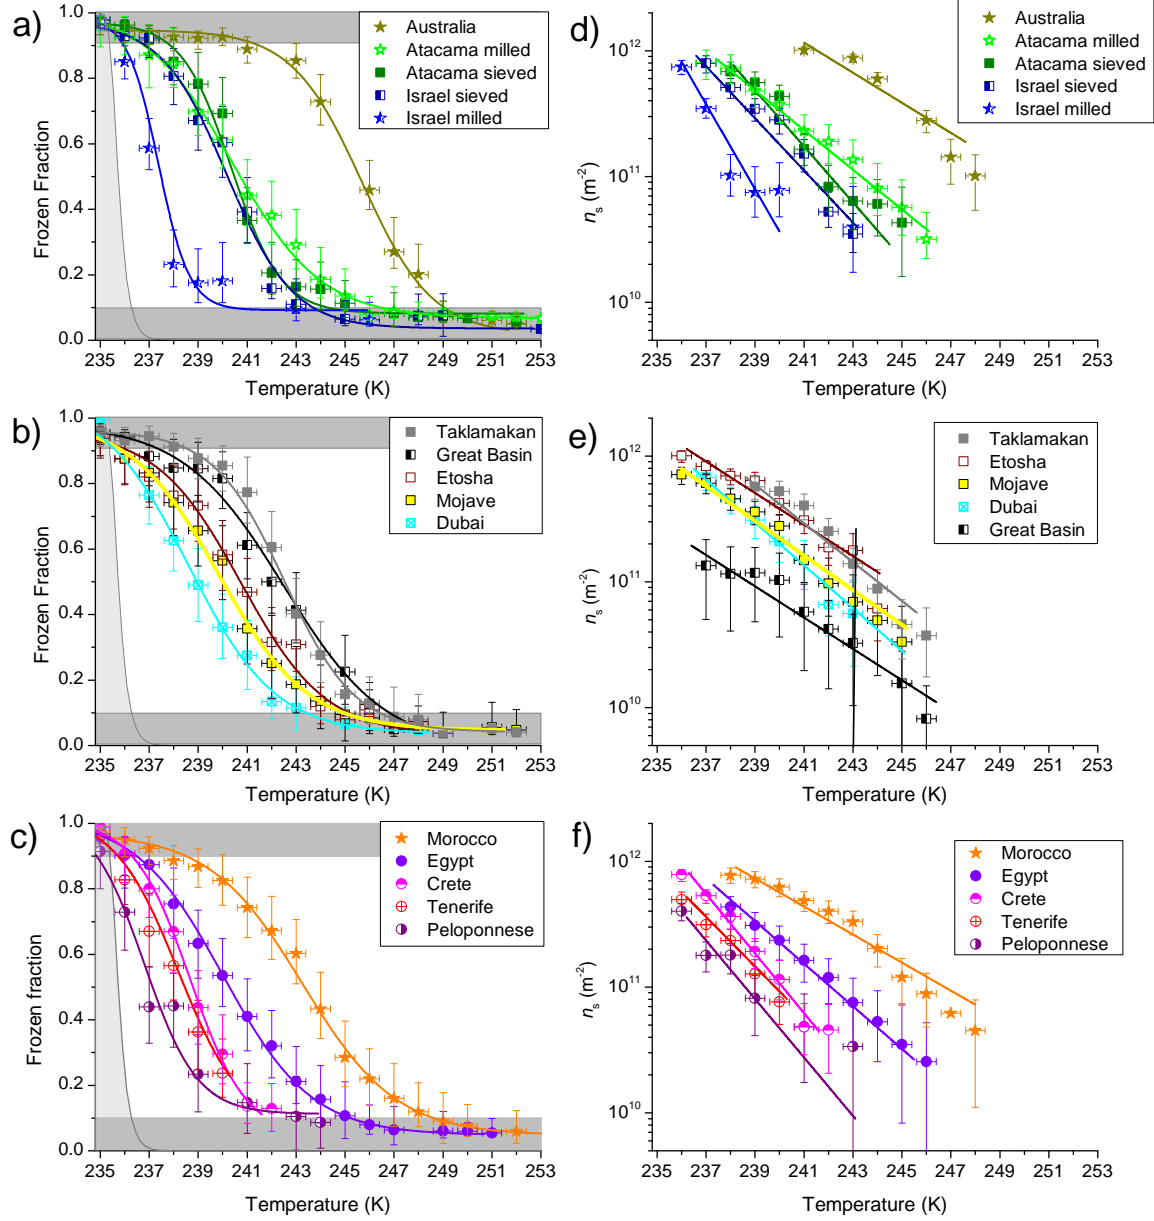 a)
Frozen Fraction
1.0
0.8
0.6
0.4
0.2
0.0
235 237 239 241 243 245 247 249 251 253
Temperature (K)
Australia
Atacama milled
Atacama sieved
Israel sieved
Israel milled
d)
n_s (m⁻²)
10¹²
10¹¹
10¹⁰
235 237 239 241 243 245 247 249 251 253
Temperature (K)
Australia
Atacama milled
Atacama sieved
Israel sieved
Israel milled
b)
Frozen Fraction
1.0
0.8
0.6
0.4
0.2
0.0
235 237 239 241 243 245 247 249 251 253
Temperature (K)
Taklamakan
Great Basin
Etosha
Mojave
Dubai
e)
n_s (m⁻²)
10¹²
10¹¹
10¹⁰
235 237 239 241 243 245 247 249 251 253
Temperature (K)
Taklamakan
Etosha
Mojave
Dubai
Great Basin
c)
Frozen fraction
1.0
0.8
0.6
0.4
0.2
0.0
235 237 239 241 243 245 247 249 251 253
Temperature (K)
Morocco
Egypt
Crete
Tenerife
Peloponnese
f)
n_s (m⁻²)
10¹²
10¹¹
10¹⁰
235 237 239 241 243 245 247 249 251 253
Temperature (K)
Morocco
Egypt
Crete
Tenerife
Peloponnese